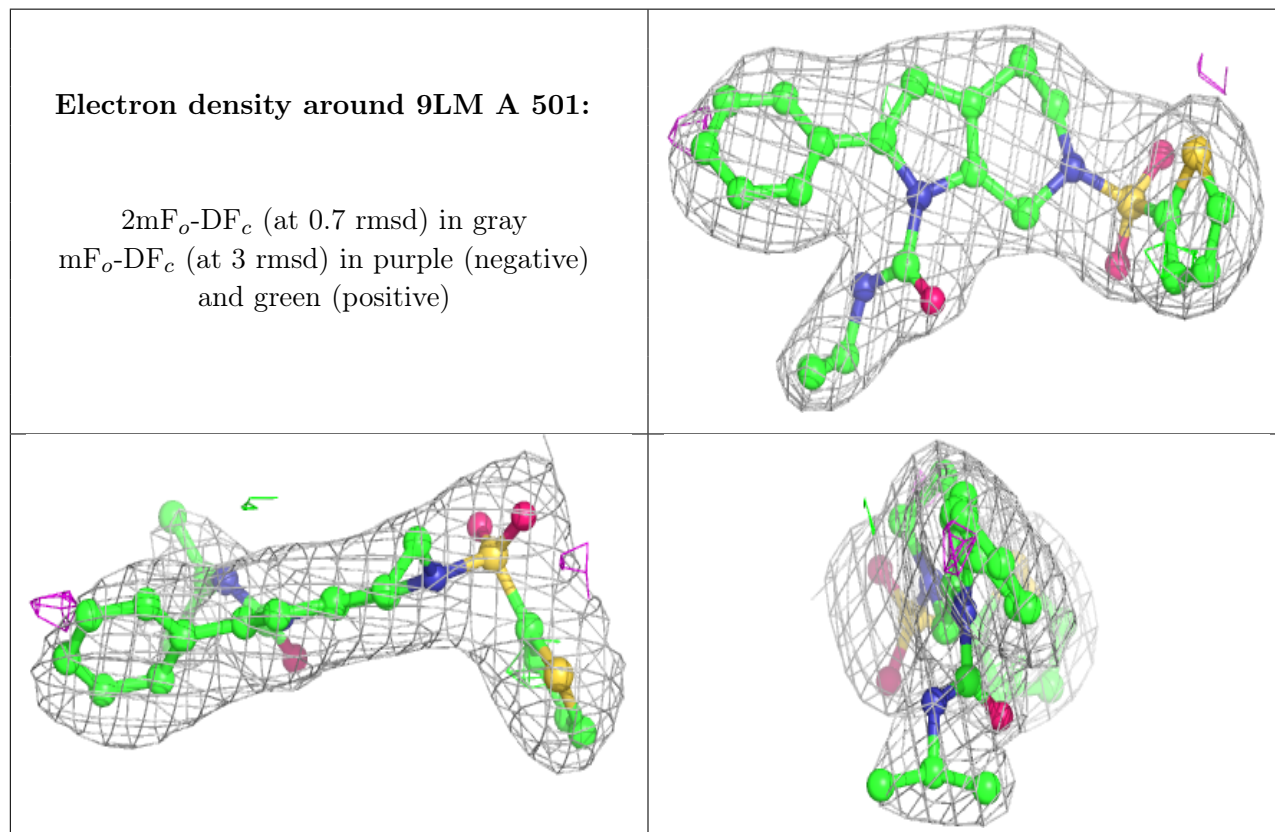 Electron density around 9LM A 501:
2mFo-DFc (at 0.7 rmsd) in gray
mFo-DFc (at 3 rmsd) in purple (negative)
and green (positive)